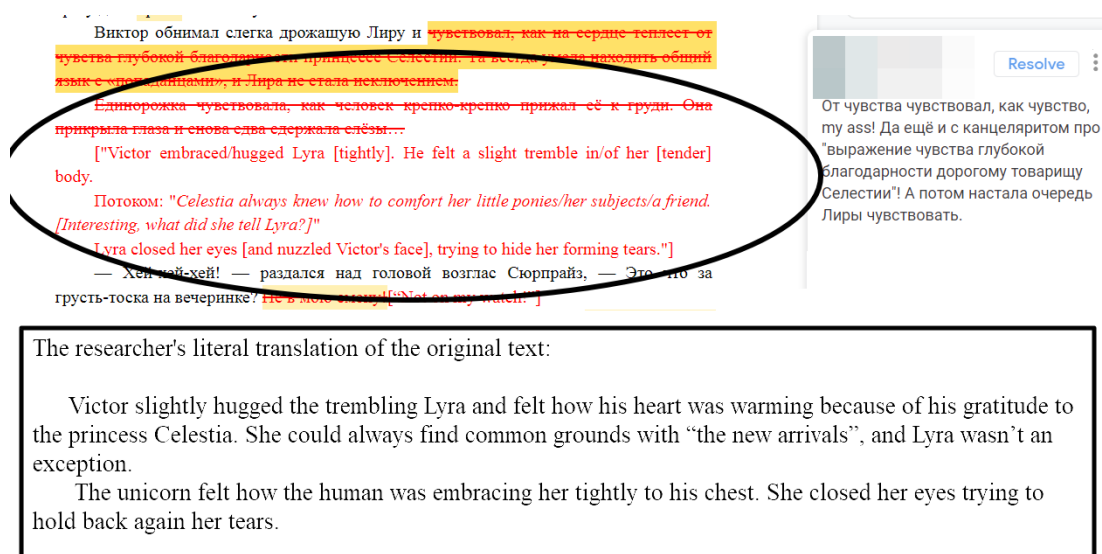 Виктор обнимал слегка дрожащую Лиру и чувствовал, как на сердце теплеет от
чувства глубокой благодарности принцессе Селестии. Та всегда умела находить общий
язык с «попаданцами», и Лира не стала исключением.
Единорожка чувствовала, как человек крепко-крепко прижал её к груди. Она
прикрыла глаза и снова едва сдержала слёзы…
["Victor embraced/hugged Lyra [tightly]. He felt a slight tremble in/of her [tender]
body.
Потоком: "Celestia always knew how to comfort her little ponies/her subjects/a friend.
[Interesting, what did she tell Lyra?]"
Lyra closed her eyes [and nuzzled Victor's face], trying to hide her forming tears."]
— Хей-хей-хей! — раздался над головой возглас Сюрпрайз, — Это что за
грусть-тоска на вечеринке? Не в мою смену! ["Not on my watch!"]
Resolve
От чувства чувствовал, как чувство,
my ass! Да ещё и с канцеляритом про
"выражение чувства глубокой
благодарности дорогому товарищу
Селестии"! А потом настала очередь
Лиры чувствовать.
The researcher's literal translation of the original text:
Victor slightly hugged the trembling Lyra and felt how his heart was warming because of his gratitude to
the princess Celestia. She could always find common grounds with “the new arrivals”, and Lyra wasn’t an
exception.
The unicorn felt how the human was embracing her tightly to his chest. She closed her eyes trying to
hold back again her tears.